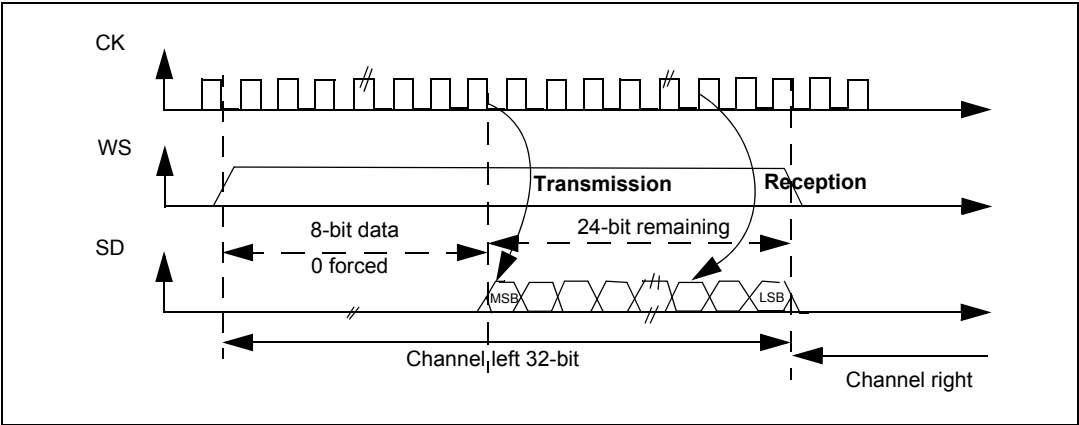 CK
WS
Transmission
Reception
8-bit data
0 forced
24-bit remaining
SD
MSB
LSB
Channel left 32-bit
Channel right